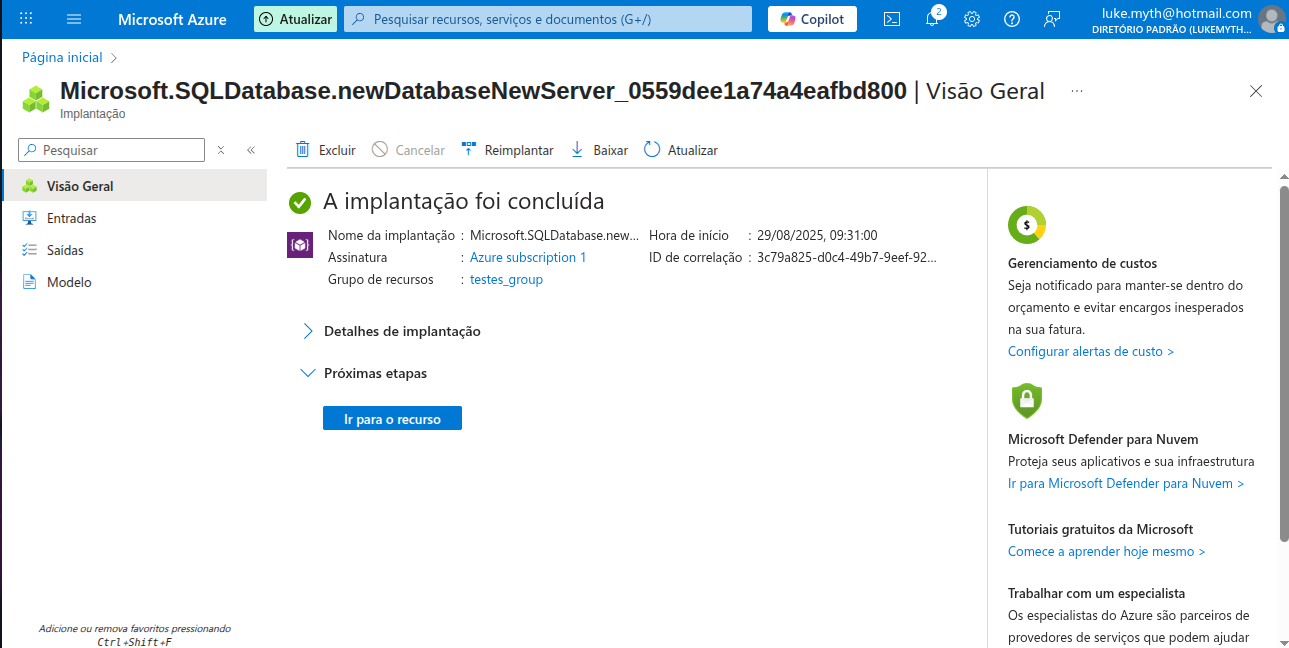 Microsoft Azure
Atualizar
Pesquisar recursos, serviços e documentos (G+/)
Copilot
2
luke.myth@hotmail.com
DIRETÓRIO PADRÃO (LUKEMYTH...
Página inicial
Microsoft.SQLDatabase.newDatabaseNewServer_0559dee1a74a4eafbd800 | Visão Geral ...
Implantação
Pesquisar
Visão Geral
Entradas
Saídas
Modelo
Adicione ou remova favoritos pressionando
Ctrl+Shift+F
Excluir
Cancelar
Reimplantar
Baixar
Atualizar
A implantação foi concluída
Nome da implantação : Microsoft.SQLDatabase.new...
Assinatura : Azure subscription 1
Grupo de recursos : testes_group
Hora de início : 29/08/2025, 09:31:00
ID de correlação : 3c79a825-d0c4-49b7-9eef-92...
Detalhes de implantação
Próximas etapas
Ir para o recurso
$
Gerenciamento de custos
Seja notificado para manter-se dentro do
orçamento e evitar encargos inesperados
na sua fatura.
Configurar alertas de custo >
Microsoft Defender para Nuvem
Proteja seus aplicativos e sua infraestrutura
Ir para Microsoft Defender para Nuvem >
Tutoriais gratuitos da Microsoft
Comece a aprender hoje mesmo >
Trabalhar com um especialista
Os especialistas do Azure são parceiros de
provedores de serviços que podem ajudar